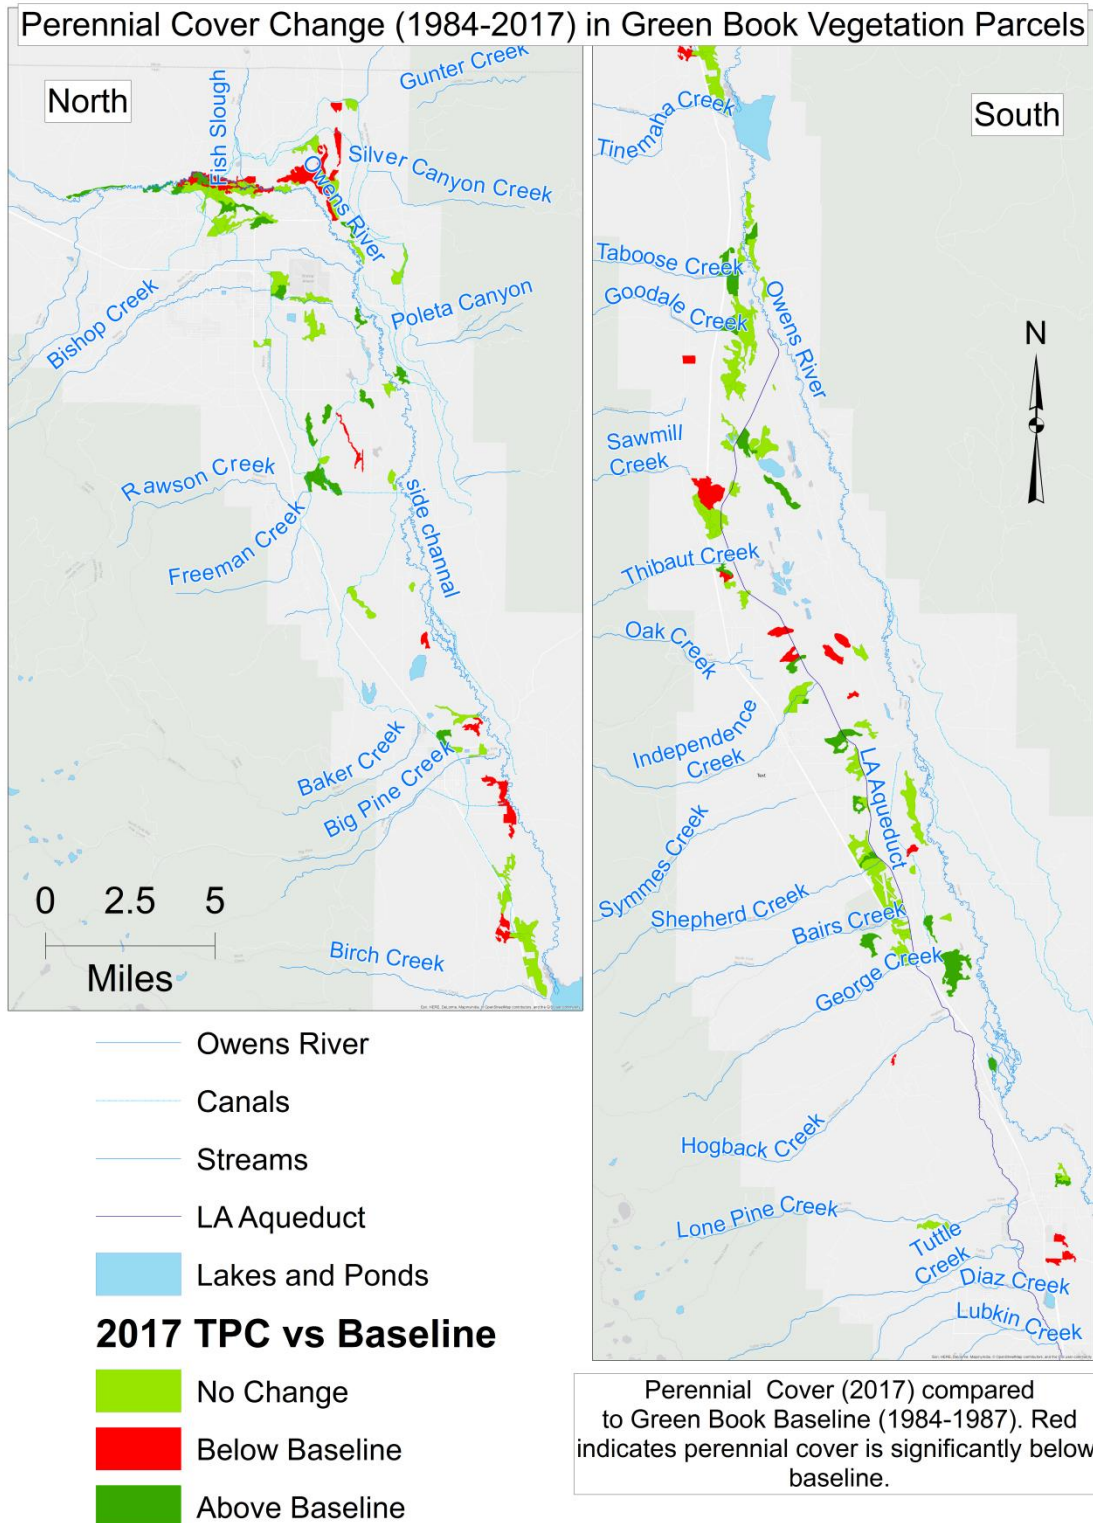 Perennial Cover Change (1984-2017) in Green Book Vegetation Parcels
North
Gunter Creek
Fish Slough
Silver Canyon Creek
Owens River
Bishop Creek
Poleta Canyon
Rawson Creek
Freeman Creek
side channal
Baker Creek
Big Pine Creek
Birch Creek
0 2.5 5
Miles
South
Tinemaha Creek
Taboose Creek
Goodale Creek
Owens River
N
Sawmill
Creek
Thibaut Creek
Oak Creek
Independence
Creek
Text
LA Aqueduct
Symmes Creek
Shepherd Creek
Bairs Creek
George Creek
Hogback Creek
Lone Pine Creek
Tuttle
Creek
Diaz Creek
Lubkin Creek
Owens River
Canals
Streams
LA Aqueduct
Lakes and Ponds
2017 TPC vs Baseline
No Change
Below Baseline
Above Baseline
Perennial Cover (2017) compared
to Green Book Baseline (1984-1987). Red
indicates perennial cover is significantly below
baseline.